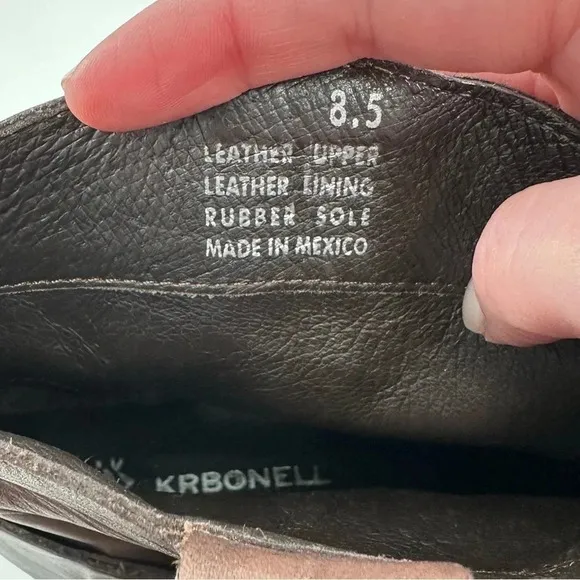 8.5
LEATHER UPPER
LEATHER LINING
RUBBER SOLE
MADE IN MEXICO
KRBONELL